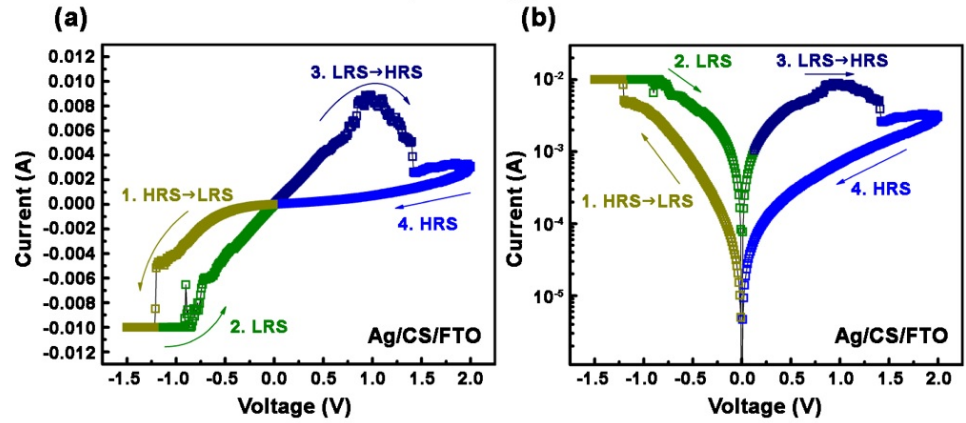 (a)
0.012
0.010
0.008
0.006
0.004
0.002
0.000
-0.002
-0.004
-0.006
-0.008
-0.010
-0.012
Current (A)
3. LRS→HRS
1. HRS→LRS
4. HRS
2. LRS
Ag/CS/FTO
-1.5 -1.0 -0.5 0.0 0.5 1.0 1.5 2.0
Voltage (V)
(b)
10-2
10-3
10-4
10-5
Current (A)
2. LRS
3. LRS→HRS
1. HRS→LRS
4. HRS
Ag/CS/FTO
-1.5 -1.0 -0.5 0.0 0.5 1.0 1.5 2.0
Voltage (V)